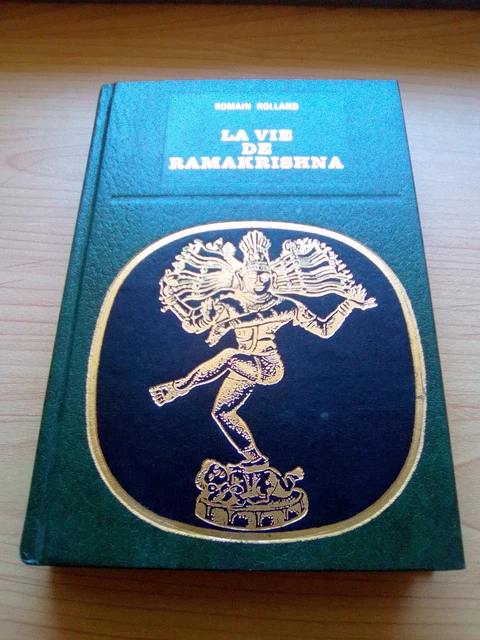 ROMAIN ROLLAND
LA VIE
DE
RAMAKRISHNA